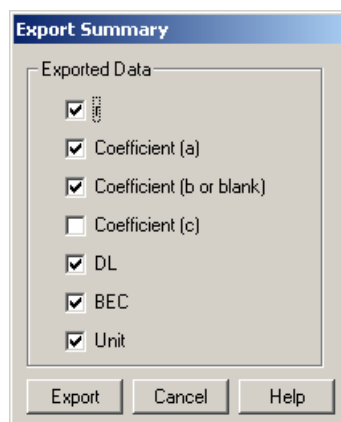 Export Summary
Exported Data
r
Coefficient (a)
Coefficient (b or blank)
Coefficient (c)
DL
BEC
Unit
Export Cancel Help